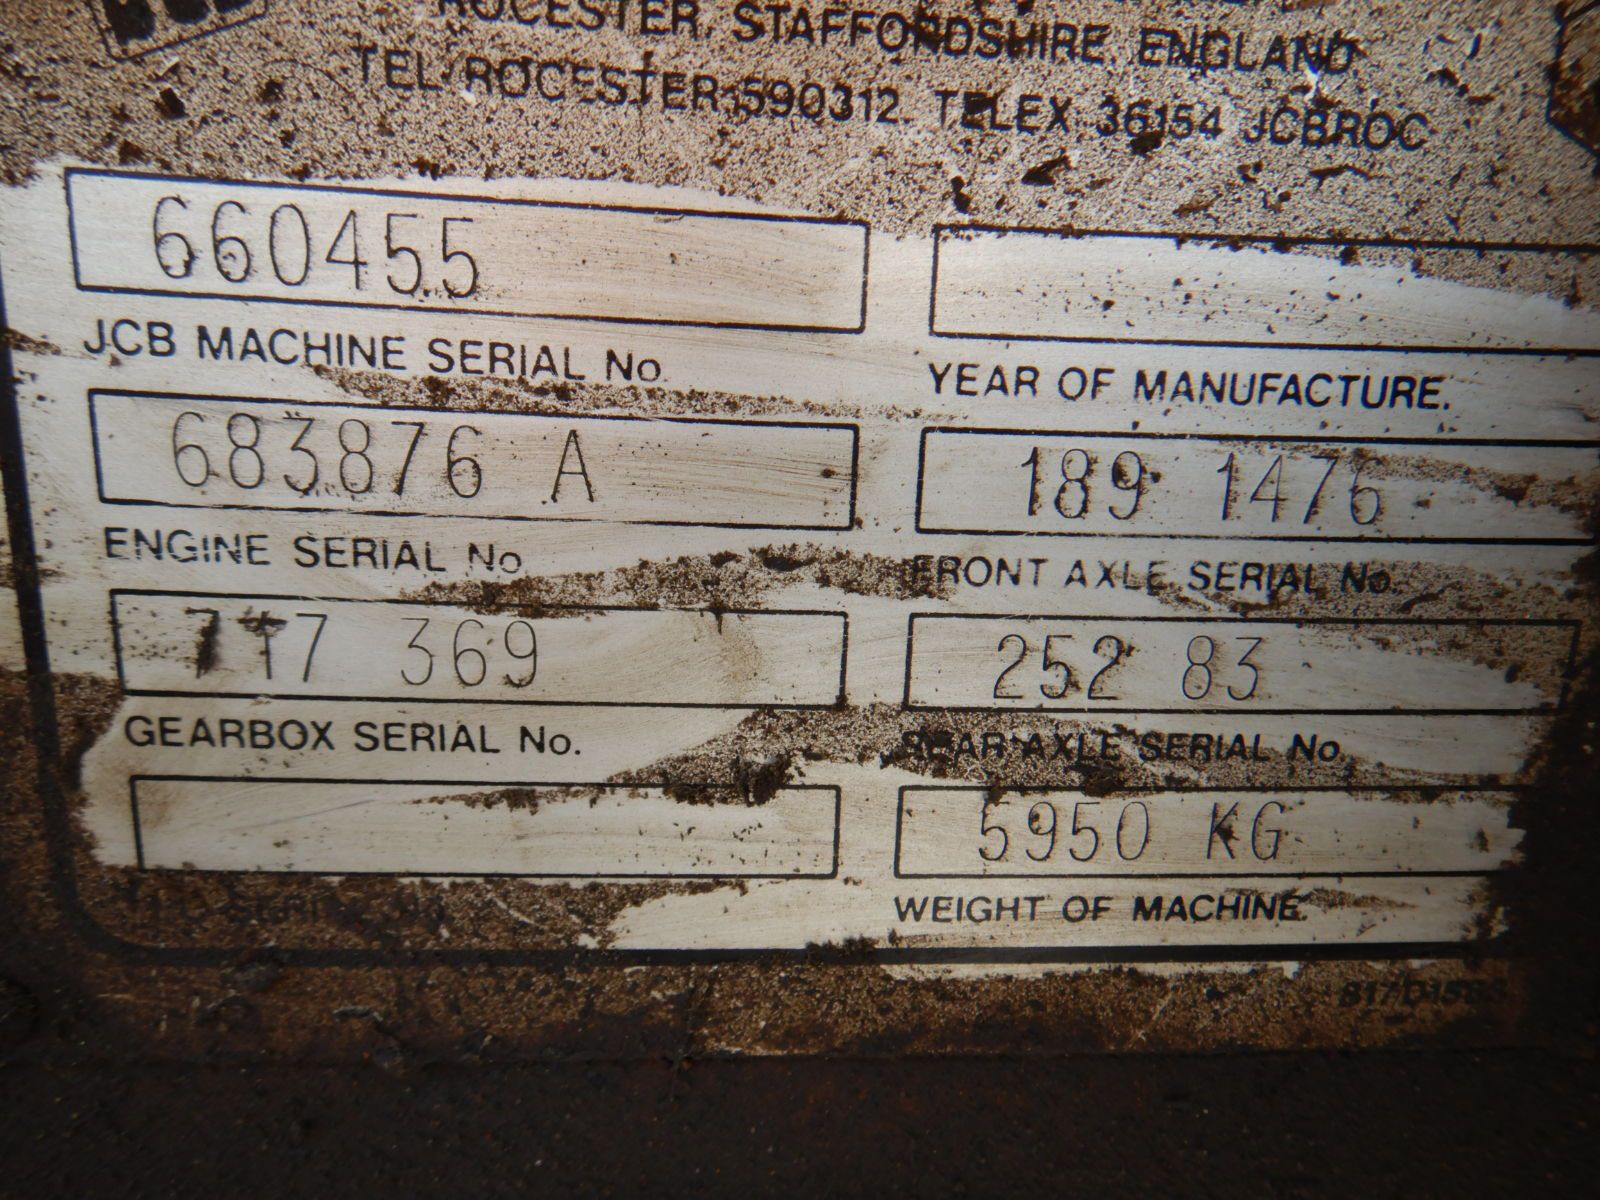 ROCESTER, STAFFORDSHIRE, ENGLAND.
TEL. ROCESTER 590312. TELEX 36154 JCBROC
660455
JCB MACHINE SERIAL No.
YEAR OF MANUFACTURE.
683876 A
189 1476
ENGINE SERIAL No
FRONT AXLE SERIAL No.
717 369
252 83
GEARBOX SERIAL No.
REAR AXLE SERIAL No.
5950 KG
WEIGHT OF MACHINE.